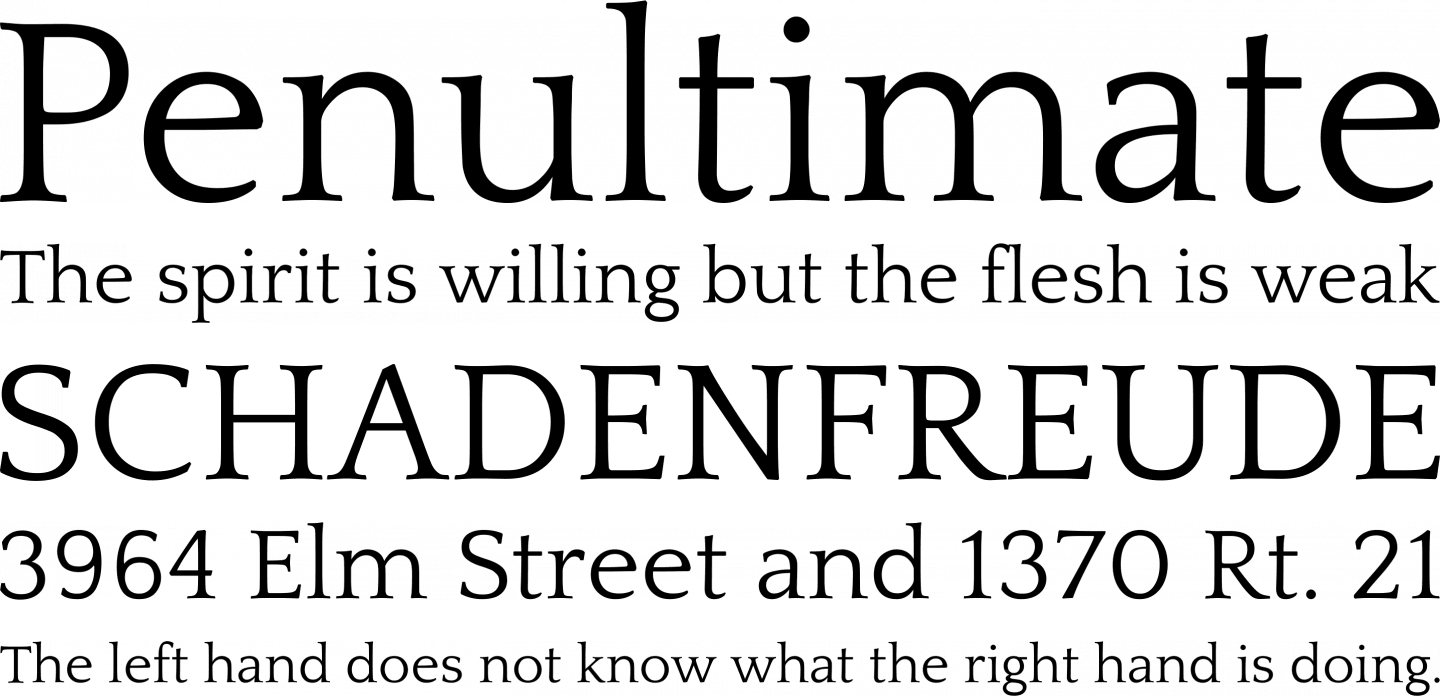 Penultimate
The spirit is willing but the flesh is weak
SCHADENFREUDE
3964 Elm Street and 1370 Rt. 21
The left hand does not know what the right hand is doing.